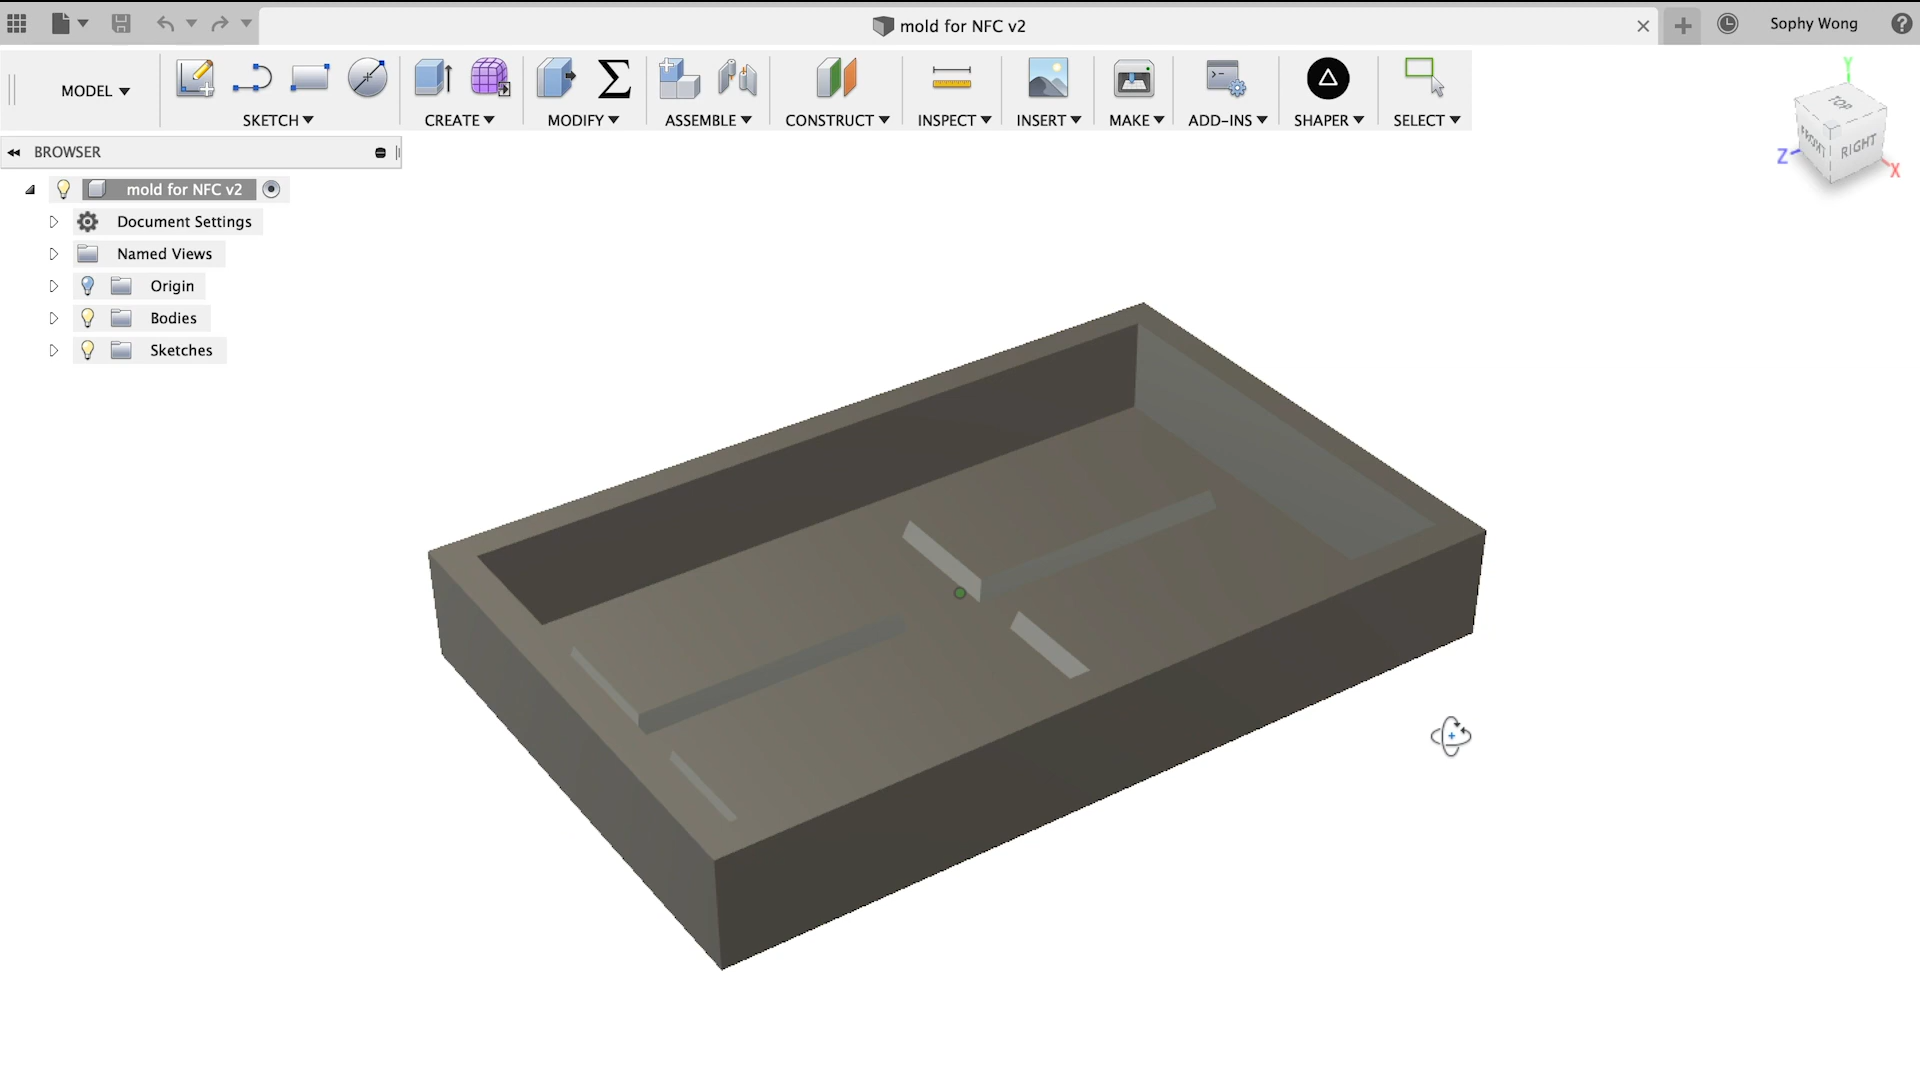 mold for NFC v2
Sophy Wong
MODEL
SKETCH
CREATE
MODIFY
ASSEMBLE
CONSTRUCT
INSPECT
INSERT
MAKE
ADD-INS
SHAPER
SELECT
BROWSER
mold for NFC v2
Document Settings
Named Views
Origin
Bodies
Sketches
Y
TOP
FRONT
RIGHT
Z
X